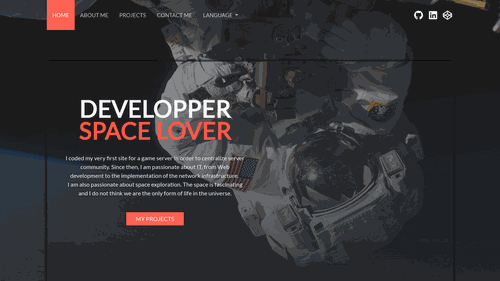 HOME ABOUT ME PROJECTS CONTACT ME LANGUAGE
DEVELOPPER
SPACE LOVER
I coded my very first site for a game server in order to centralize server
community. Since then, I am passionate about IT, from Web
development to the implementation of the network infrastructure.
I am also passionate about space exploration. The space is fascinating
and I do not think we are the only form of life in the universe.
MY PROJECTS